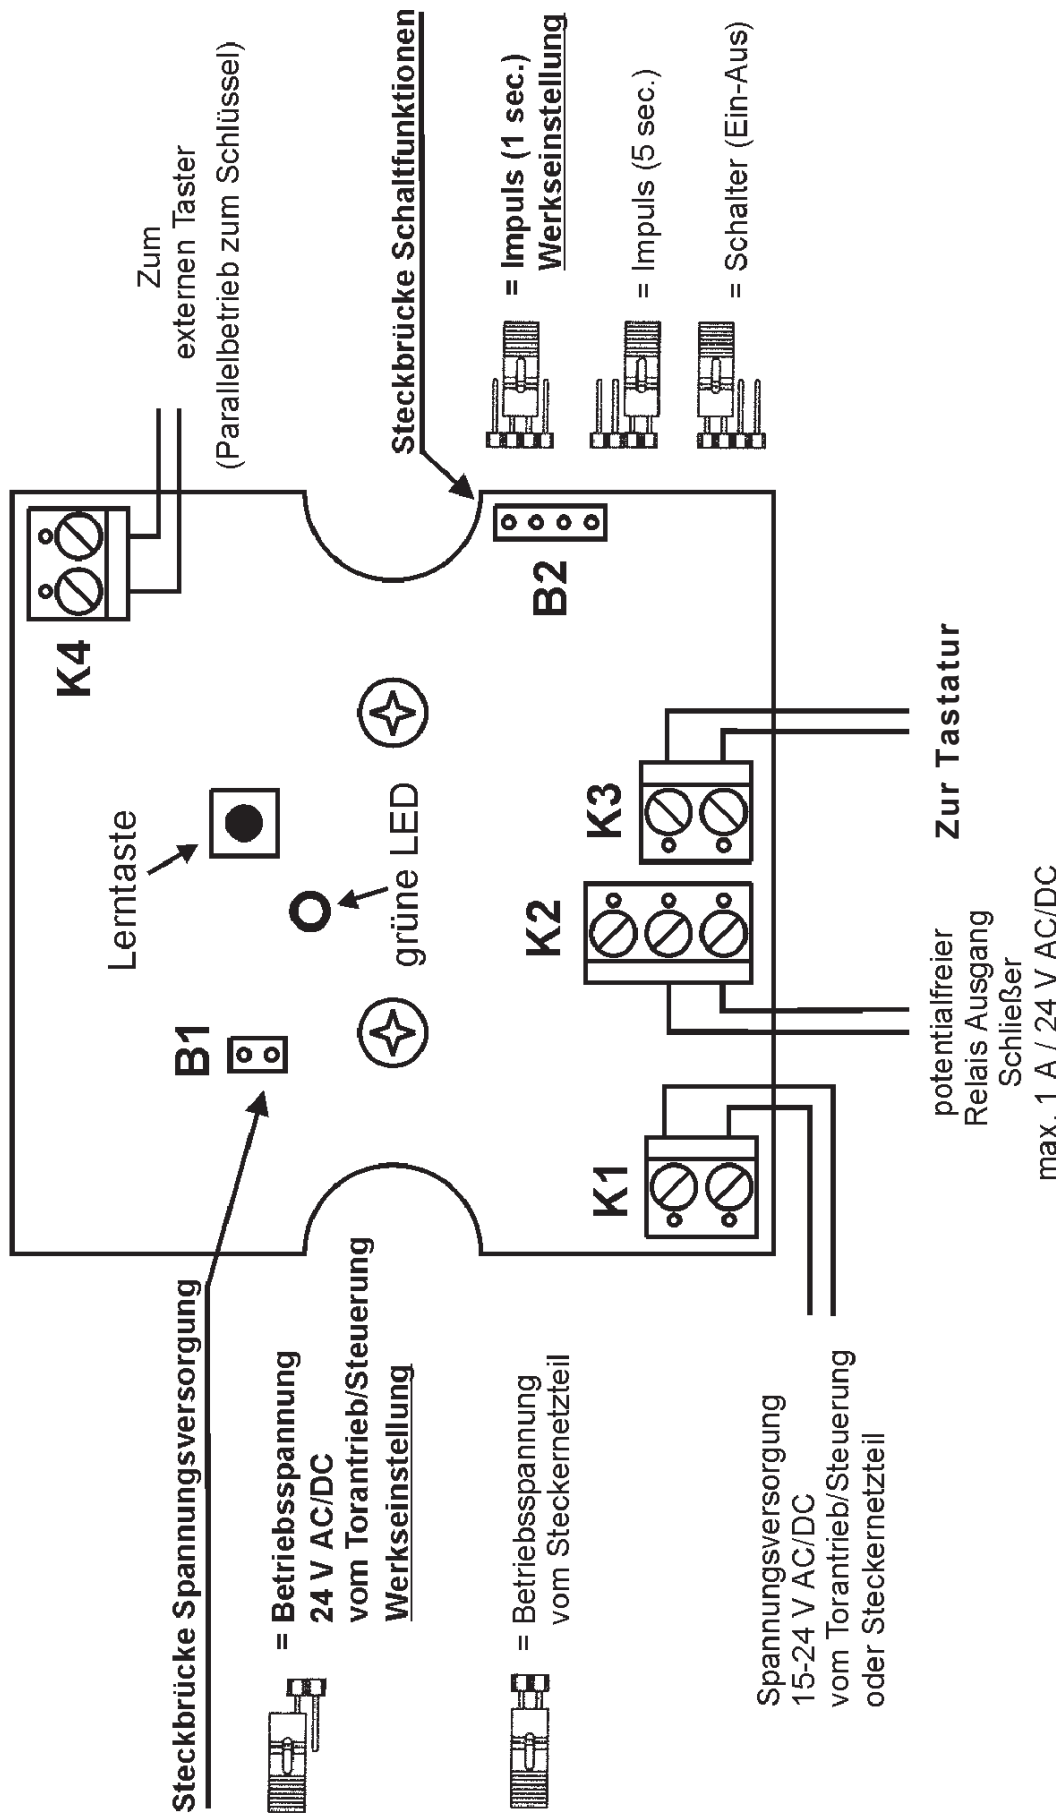 Steckbrücke Spannungsversorgung
= Betriebsspannung
24 V AC/DC
vom Torantrieb/Steuerung
Werkseinstellung
= Betriebsspannung
vom Steckernetzteil
Spannungsversorgung
15-24 V AC/DC
vom Torantrieb/Steuerung
oder Steckernetzteil
B1
Lerntaste
grüne LED
K4
B2
K1
K2
K3
potentialfreier
Relais Ausgang
Schließer
max. 1 A / 24 V AC/DC
Zur Tastatur
Zum
externen Taster
(Parallelbetrieb zum Schlüssel)
Steckbrücke Schaltfunktionen
= Impuls (1 sec.)
Werkseinstellung
= Impuls (5 sec.)
= Schalter (Ein-Aus)